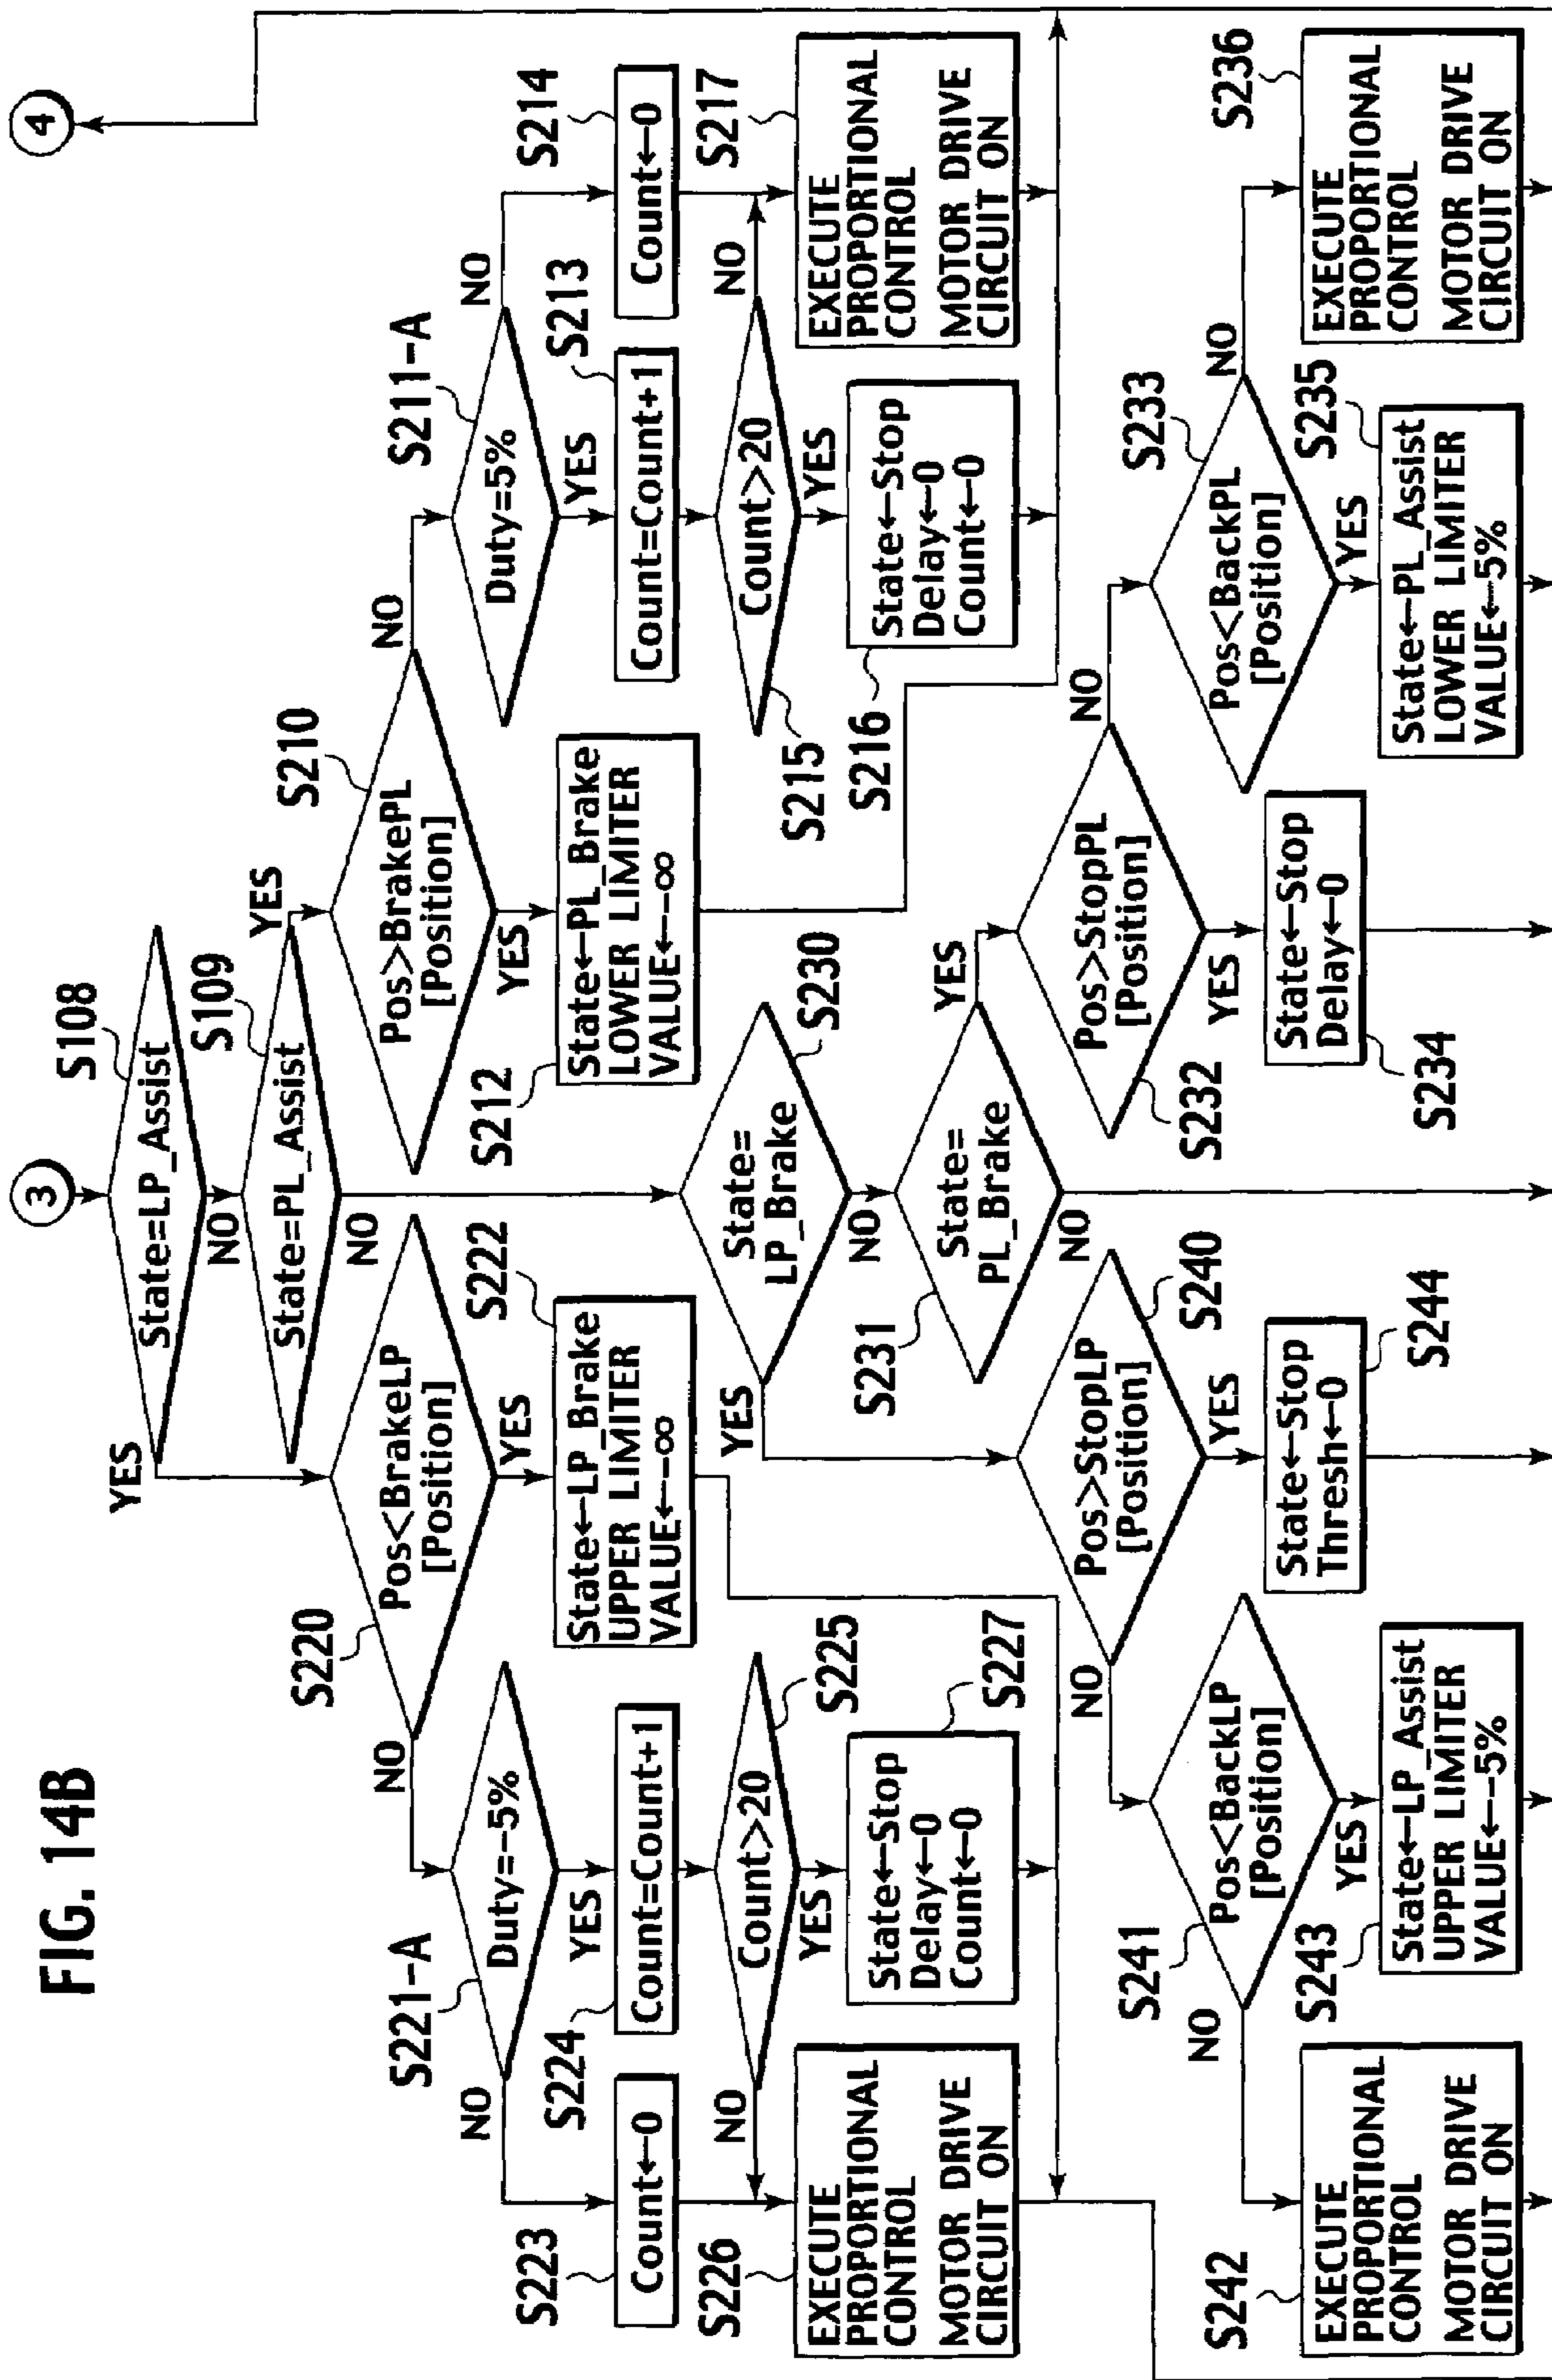 FIG. 14B
3
4
State=LP_Assist
S108
YES
NO
State=PL_Assist
S109
YES
NO
S220
Pos<BrakeLP
[Position]
NO
YES
Pos>BrakePL
[Position]
S210
NO
YES
S221-A
Duty=-5%
NO
YES
State←LP_Brake
UPPER LIMITER
VALUE←-∞
S222
S212
State←PL_Brake
LOWER LIMITER
VALUE←-∞
Duty=5%
S211-A
NO
YES
S223
Count←0
S224
Count=Count+1
Count=Count+1
S213
Count←0
S214
Count>20
S225
NO
YES
Count>20
S215
NO
YES
S226
EXECUTE
PROPORTIONAL
CONTROL
MOTOR DRIVE
CIRCUIT ON
State←Stop
Delay←0
Count←0
S227
State=
LP_Brake
S230
YES
NO
S216
State←Stop
Delay←0
Count←0
EXECUTE
PROPORTIONAL
CONTROL
MOTOR DRIVE
CIRCUIT ON
S217
S231
State=
PL_Brake
YES
NO
Pos>StopLP
[Position]
S240
NO
YES
S232
Pos>StopPL
[Position]
NO
YES
S241
Pos<BackLP
[Position]
NO
YES
State←Stop
Thresh←0
S244
State←Stop
Delay←0
S234
Pos<BackPL
[Position]
S233
NO
YES
S242
EXECUTE
PROPORTIONAL
CONTROL
MOTOR DRIVE
CIRCUIT ON
S243
State←LP_Assist
UPPER LIMITER
VALUE←-5%
State←PL_Assist
LOWER LIMITER
VALUE←5%
S235
EXECUTE
PROPORTIONAL
CONTROL
MOTOR DRIVE
CIRCUIT ON
S236